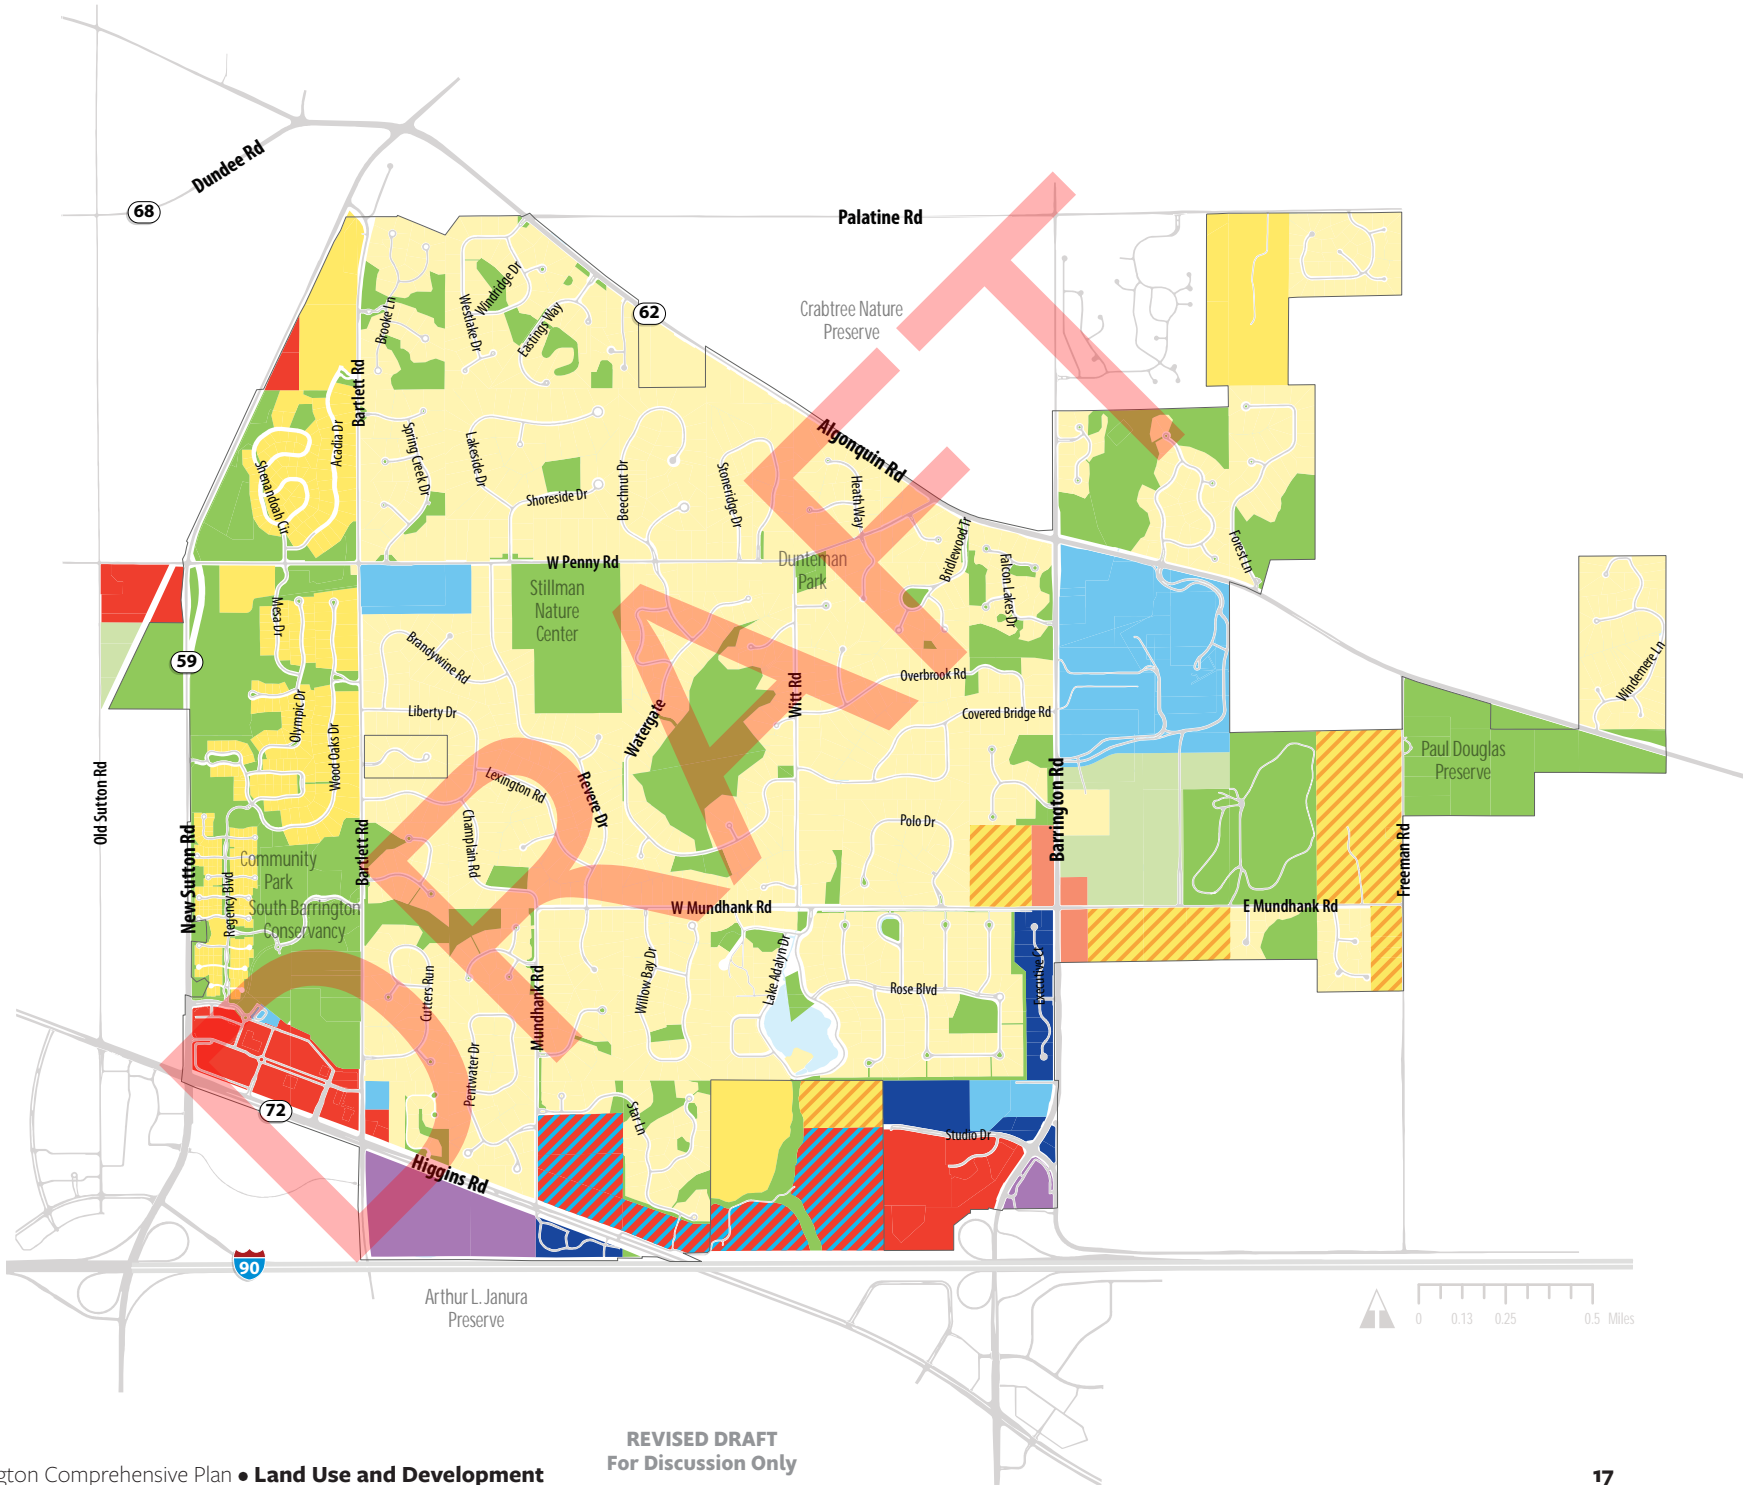 Dundee Rd
68
Palatine Rd
Crabtree Nature
Preserve
62
Windridge Dr
Westlake Dr
Eastings Way
Brooke Ln
Bartlett Rd
Acadia Dr
Shenandoah Cir
Spring Creek Dr
Lakeside Dr
Shoreside Dr
Beechnut Dr
Stoneridge Dr
Heath Way
Algonquin Rd
Bridlewood Tr
Falcon Lakes Dr
Forest Ln
W Penny Rd
Stillman
Nature
Center
Dunteman
Park
Mesa Dr
59
Brandywine Rd
Liberty Dr
Olympic Dr
Wood Oaks Dr
Watergate
Witt Rd
Overbrook Rd
Covered Bridge Rd
Windemere Ln
Paul Douglas
Preserve
Old Sutton Rd
New Sutton Rd
Lexington Rd
Revere Dr
Champlain Rd
Polo Dr
Barrington Rd
Freeman Rd
Bartlett Rd
Community
Park
South Barrington
Conservancy
Regency Blvd
W Mundhank Rd
E Mundhank Rd
Cutters Run
Mundhank Rd
Willow Bay Dr
Lake Adalyn Dr
Rose Blvd
Executive Ct
Pentwater Dr
Star Ln
Studio Dr
72
Higgins Rd
90
Arthur L. Janura
Preserve
0 0.13 0.25 0.5 Miles
DRAFT
REVISED DRAFT
For Discussion Only
gton Comprehensive Plan • Land Use and Development
17